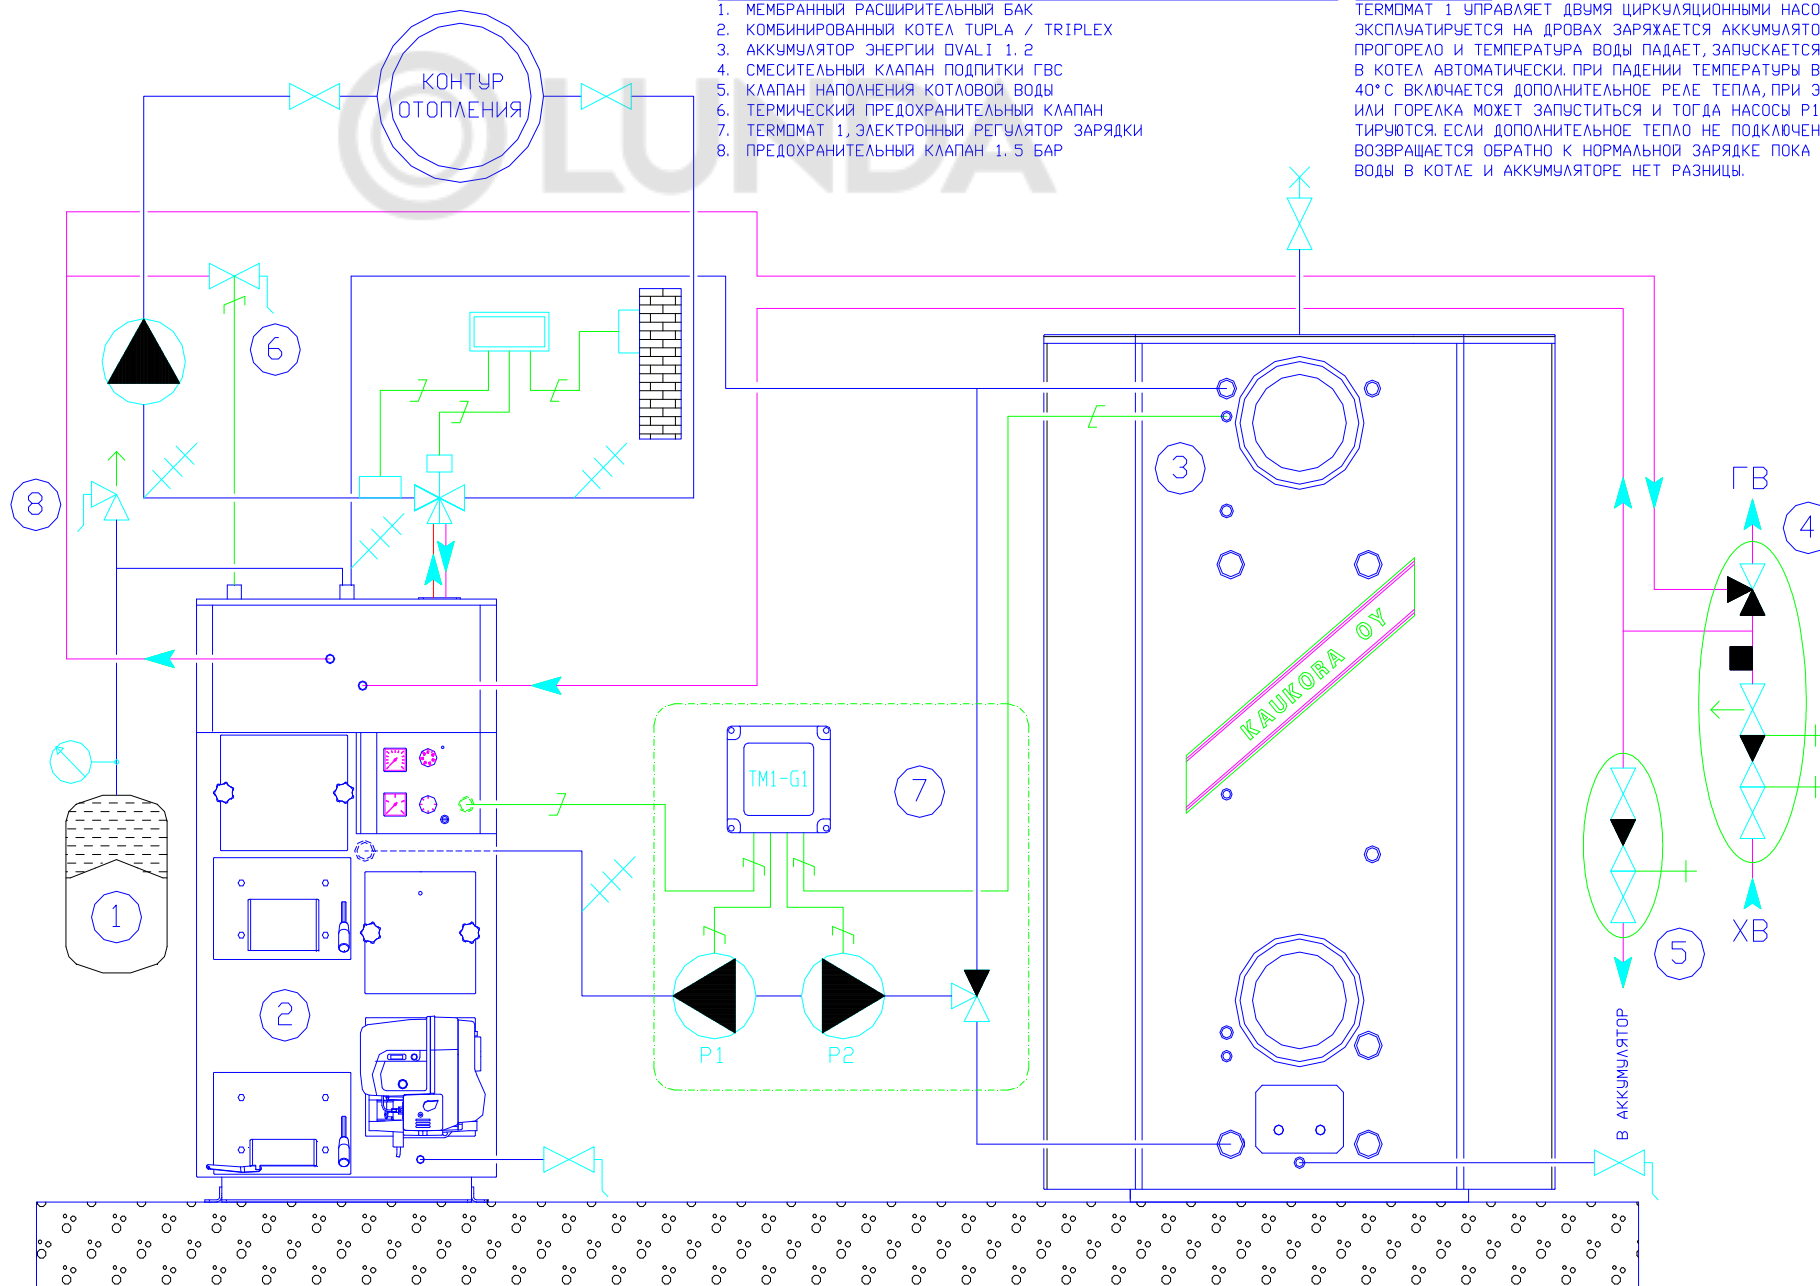 1. МЕМБРАННЫЙ РАСШИРИТЕЛЬНЫЙ БАК
2. КОМБИНИРОВАННЫЙ КОТЕЛ TUPLA / TRIPLEX
3. АККУМУЛЯТОР ЭНЕРГИИ OVALI 1.2
4. СМЕСИТЕЛЬНЫЙ КЛАПАН ПОДПИТКИ ГВС
5. КЛАПАН НАПОЛНЕНИЯ КОТЛОВОЙ ВОДЫ
6. ТЕРМИЧЕСКИЙ ПРЕДОХРАНИТЕЛЬНЫЙ КЛАПАН
7. TERMOMAT 1, ЭЛЕКТРОННЫЙ РЕГУЛЯТОР ЗАРЯДКИ
8. ПРЕДОХРАНИТЕЛЬНЫЙ КЛАПАН 1.5 БАР
TERMOMAT 1 УПРАВЛЯЕТ ДВУМЯ ЦИРКУЛЯЦИОННЫМИ НАСО
ЭКСПЛУАТИРУЕТСЯ НА ДРОВАХ ЗАРЯЖАЕТСЯ АККУМУЛЯТО
ПРОГОРЕЛО И ТЕМПЕРАТУРА ВОДЫ ПАДАЕТ, ЗАПУСКАЕТСЯ
В КОТЕЛ АВТОМАТИЧЕСКИ. ПРИ ПАДЕНИИ ТЕМПЕРАТУРЫ В
40°С ВКЛЮЧАЕТСЯ ДОПОЛНИТЕЛЬНОЕ РЕЛЕ ТЕПЛА, ПРИ Э
ИЛИ ГОРЕЛКА МОЖЕТ ЗАПУСТИТЬСЯ И ТОГДА НАСОСЫ P1
ТИРУЮТСЯ. ЕСЛИ ДОПОЛНИТЕЛЬНОЕ ТЕПЛО НЕ ПОДКЛЮЧЕН
ВОЗВРАЩАЕТСЯ ОБРАТНО К НОРМАЛЬНОЙ ЗАРЯДКЕ ПОКА
ВОДЫ В КОТЛЕ И АККУМУЛЯТОРЕ НЕТ РАЗНИЦЫ.
КОНТУР
ОТОПЛЕНИЯ
LUNDA
6
3
8
ГВ
4
KAUKORA OY
TM1-G1
7
1
ХВ
5
2
P1
P2
В АККУМУЛЯТОР